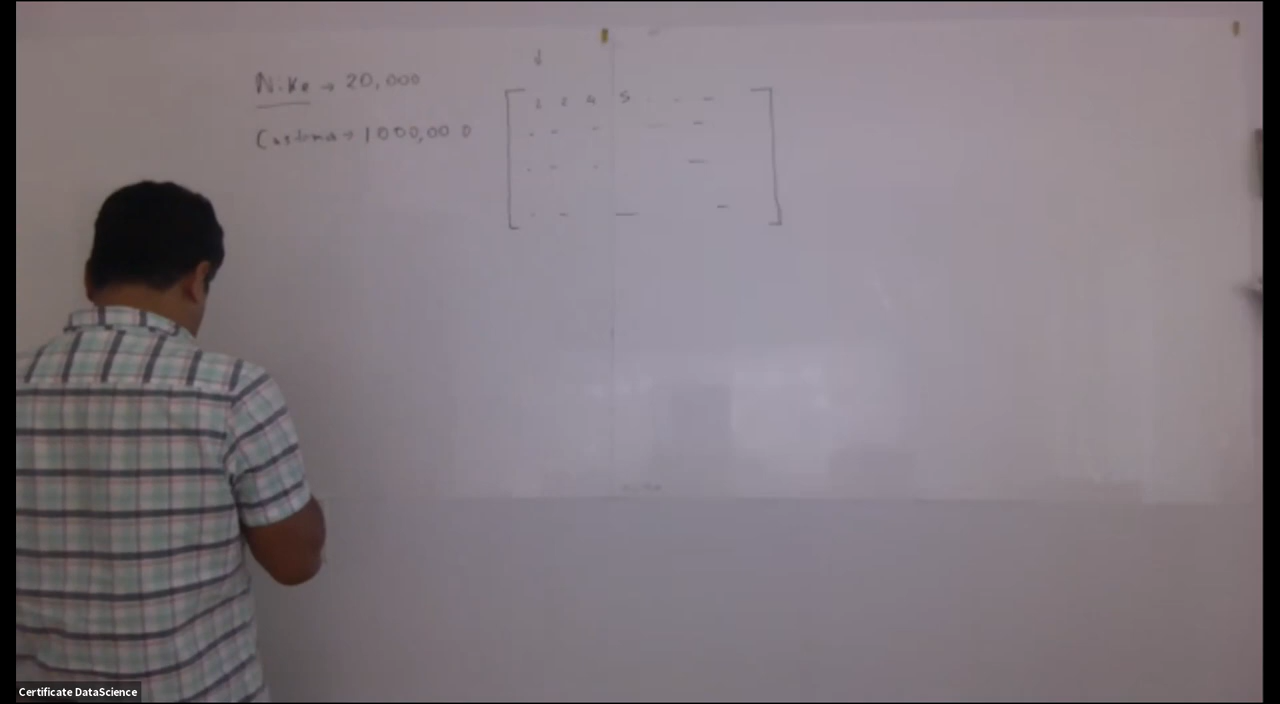 Nike → 20,000
Customer → 1000,000
↓
1 2 4 5 . . _
. - - _ _
. - - _
. - _ _
Certificate DataScience